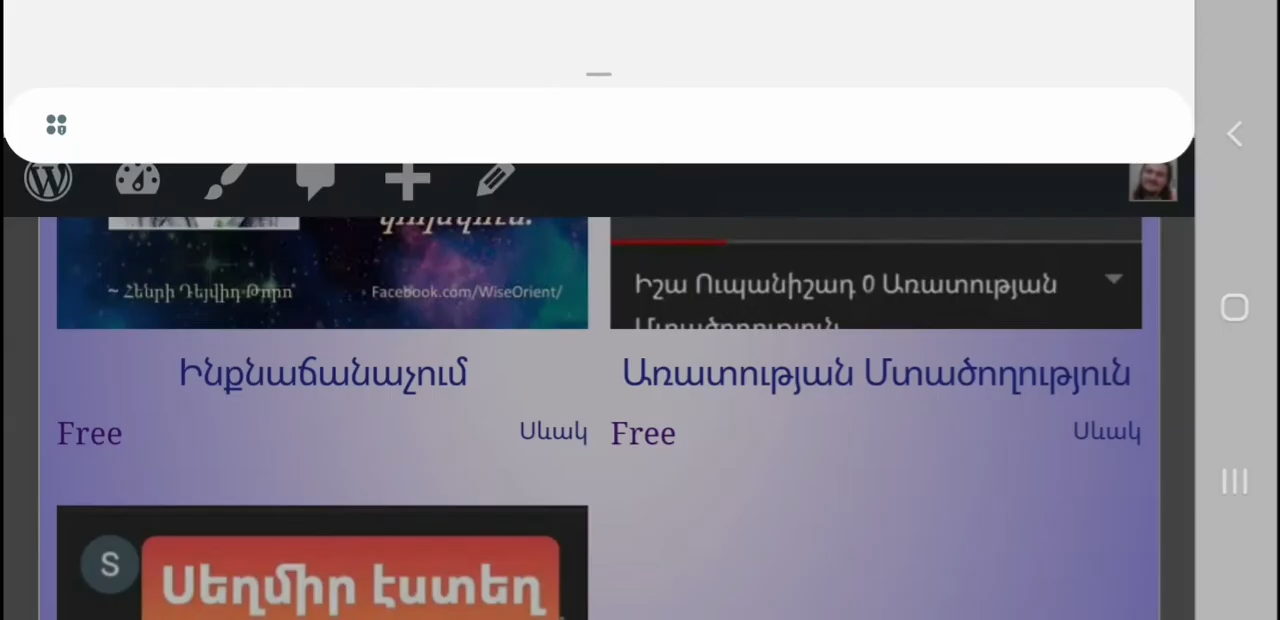 ~ Հենրի Դեյվիդ Թորո
Facebook.com/WiseOrient/
Իշա Ուպանիշադ 0 Առատության
Մտածողություն
Ինքնաճանաչում
Առատության Մտածողություն
Free
Սևակ
Free
Սևակ
S
Սեղմիր էստեղ